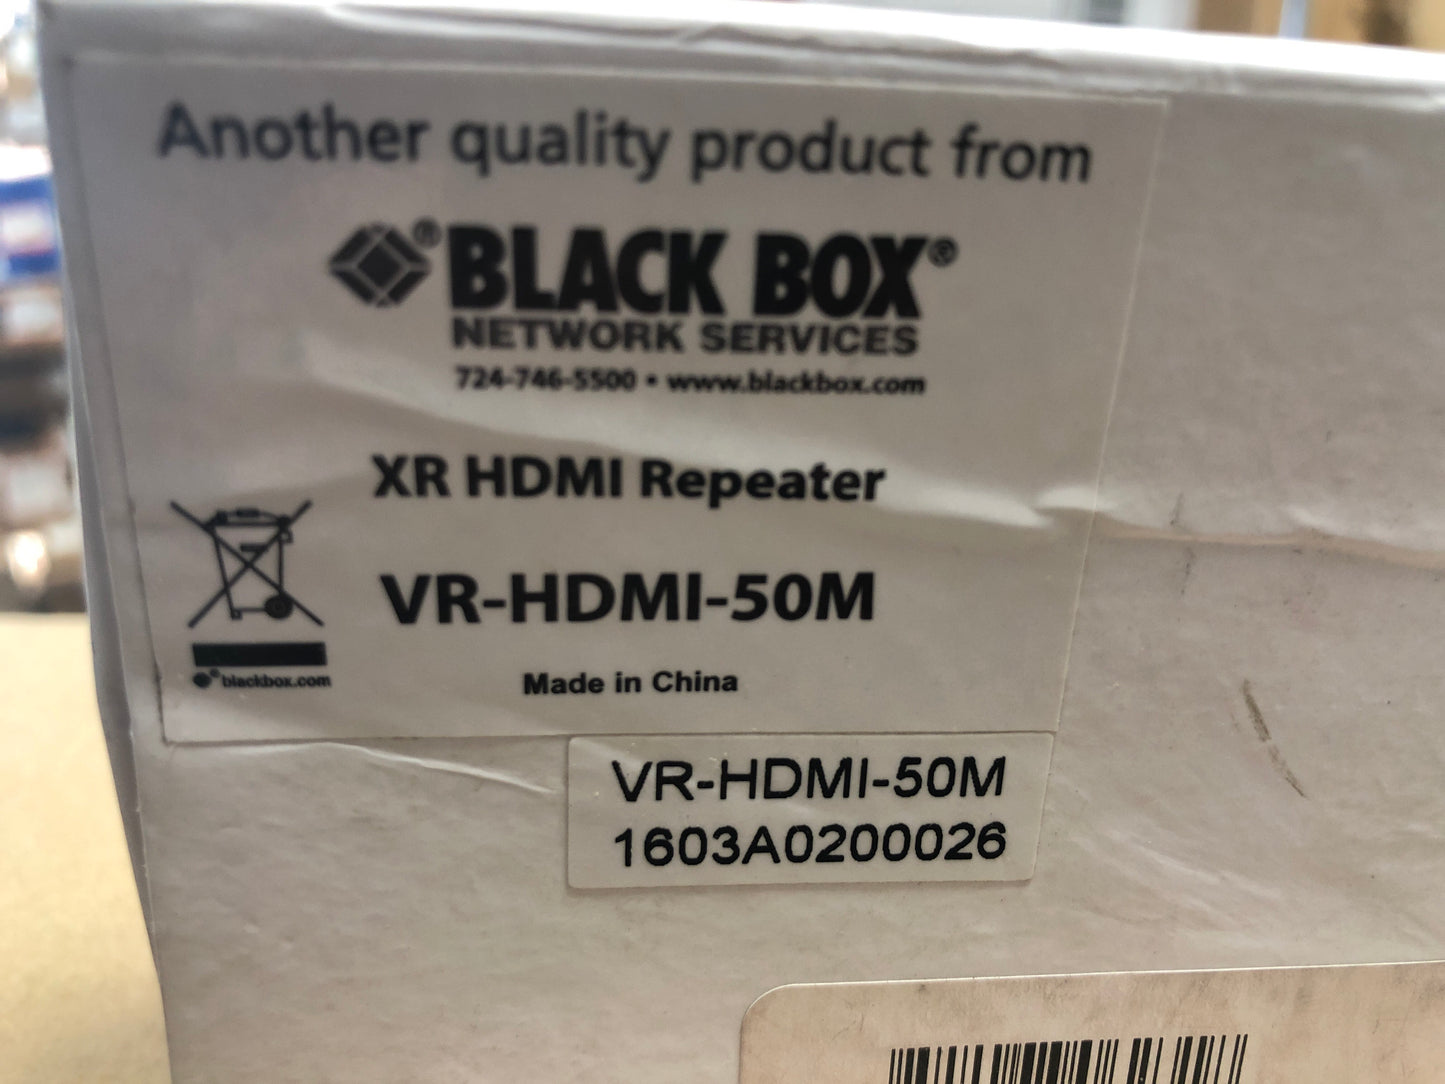 Another quality product from
® BLACK BOX®
NETWORK SERVICES
724-746-5500 • www.blackbox.com
XR HDMI Repeater
VR-HDMI-50M
® blackbox.com
Made in China
VR-HDMI-50M
1603A0200026